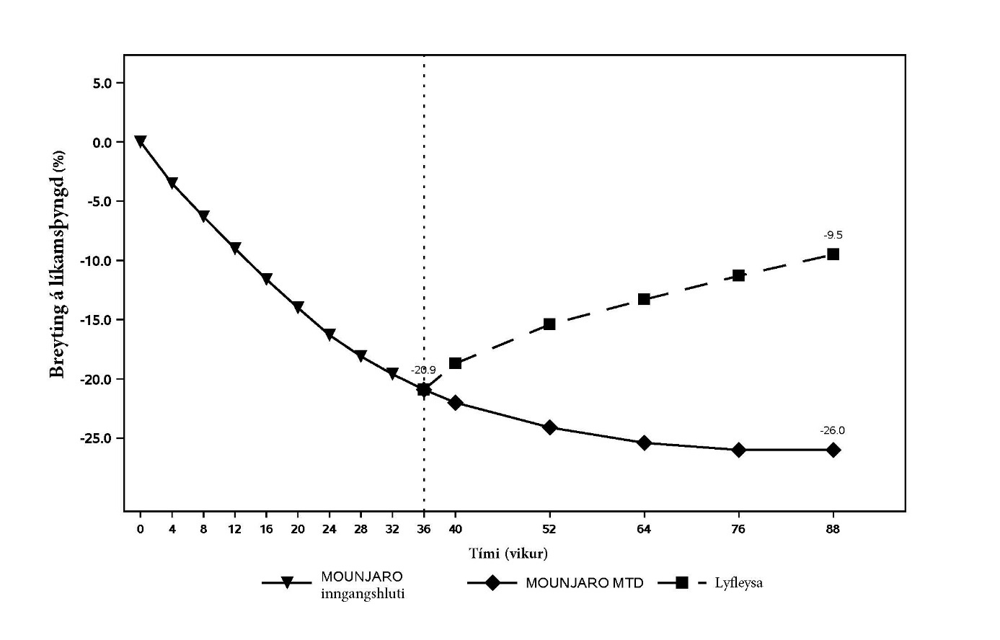 5.0
0.0
-5.0
-10.0
-15.0
-20.0
-25.0
Breyting á líkamsþyngd (%)
-9.5
-20.9
-26.0
0 4 8 12 16 20 24 28 32 36 40 52 64 76 88
Tími (vikur)
MOUNJARO
inngangshluti
MOUNJARO MTD
Lyfleysa